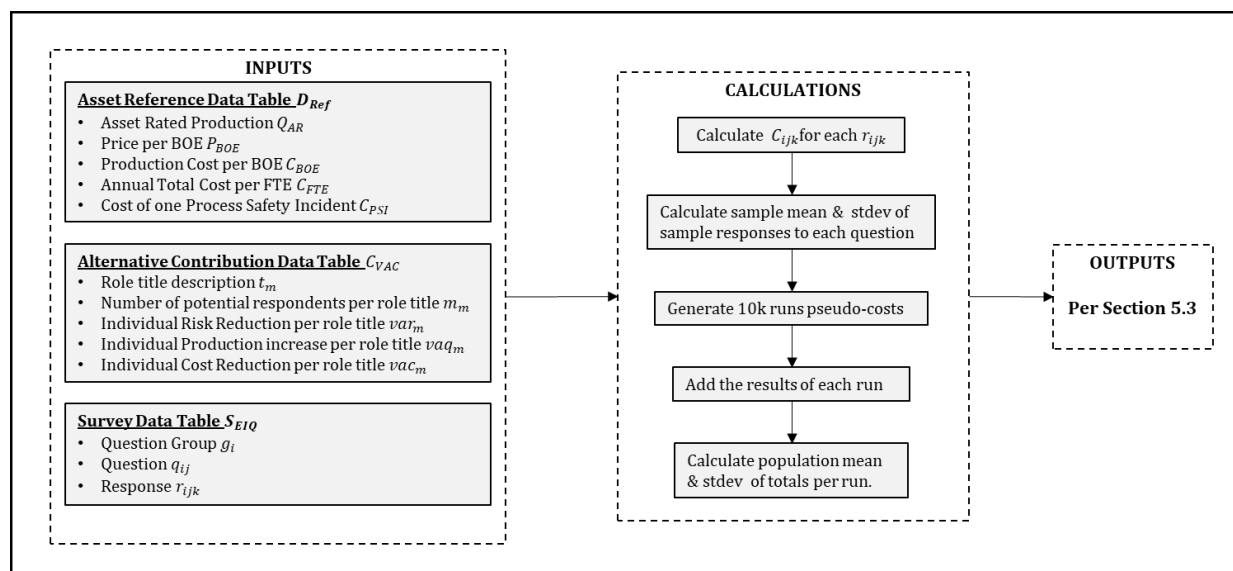 INPUTS
Asset Reference Data Table D_Ref
• Asset Rated Production Q_AR
• Price per BOE P_BOE
• Production Cost per BOE C_BOE
• Annual Total Cost per FTE C_FTE
• Cost of one Process Safety Incident C_PSI
Alternative Contribution Data Table C_VAC
• Role title description t_m
• Number of potential respondents per role title m_m
• Individual Risk Reduction per role title var_m
• Individual Production increase per role title vaq_m
• Individual Cost Reduction per role title vac_m
Survey Data Table S_EIQ
• Question Group g_i
• Question q_ij
• Response r_ijk
CALCULATIONS
Calculate C_ijk for each r_ijk
Calculate sample mean & stdev of
sample responses to each question
Generate 10k runs pseudo-costs
Add the results of each run
Calculate population mean
& stdev of totals per run.
OUTPUTS
Per Section 5.3